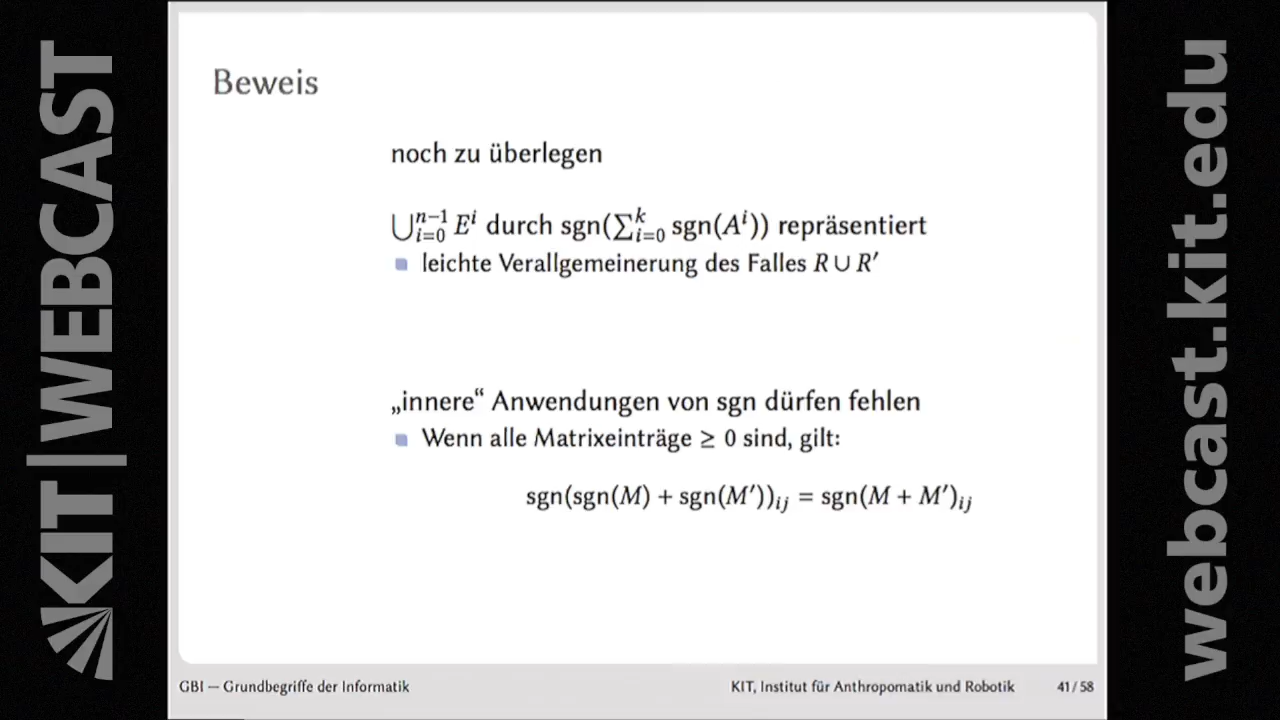 KIT | WEBCAST
Beweis
noch zu überlegen
⋃_{i=0}^{n−1} E^i durch sgn(∑_{i=0}^{k} sgn(A^i)) repräsentiert
leichte Verallgemeinerung des Falles R ∪ R′
„innere“ Anwendungen von sgn dürfen fehlen
Wenn alle Matrixeinträge ≥ 0 sind, gilt:
sgn(sgn(M) + sgn(M′))_{ij} = sgn(M + M′)_{ij}
GBI — Grundbegriffe der Informatik
KIT, Institut für Anthropomatik und Robotik
41 / 58
webcast.kit.edu